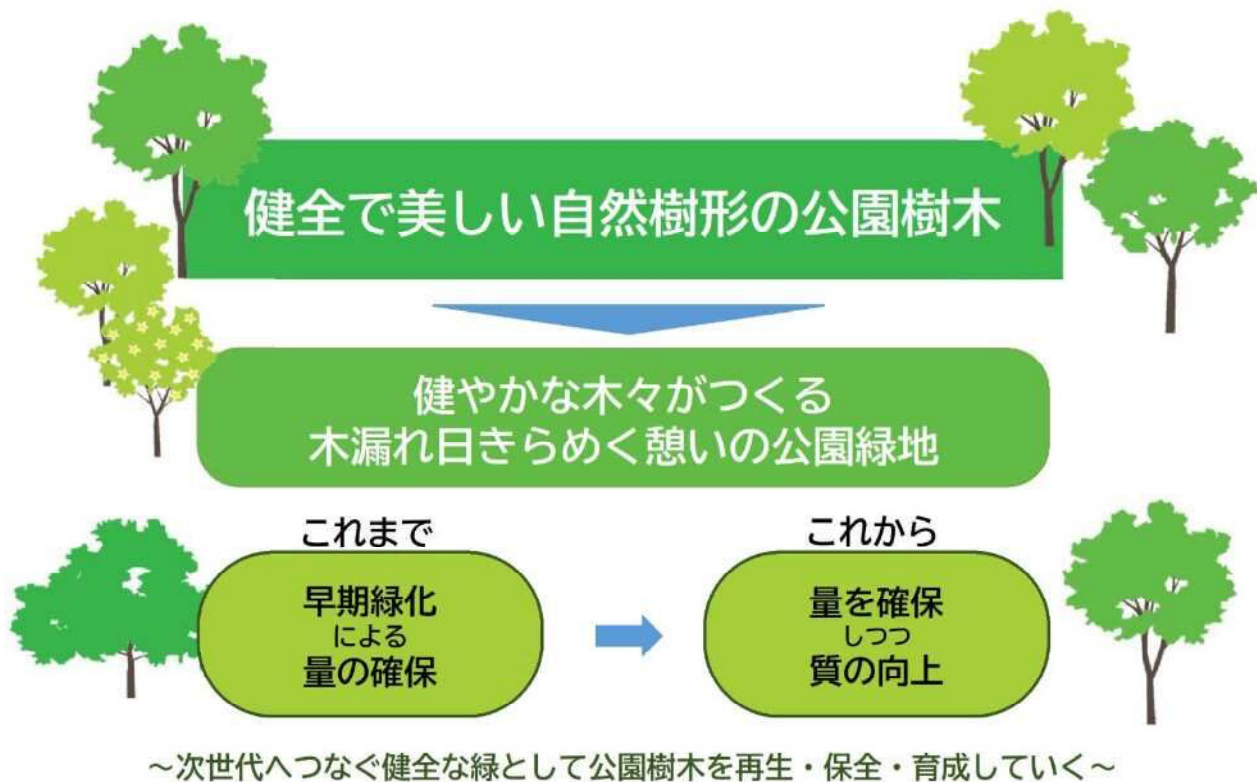 健全で美しい自然樹形の公園樹木
健やかな木々がつくる
木漏れ日きらめく憩いの公園緑地
これまで
早期緑化
による
量の確保
これから
量を確保
しつつ
質の向上
～次世代へつなぐ健全な緑として公園樹木を再生・保全・育成していく～